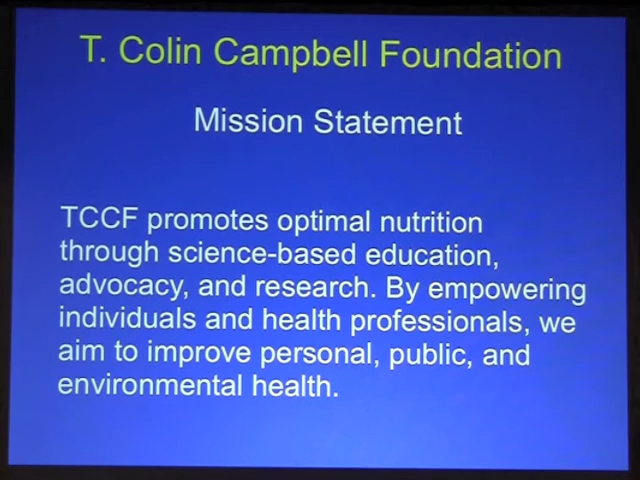 T. Colin Campbell Foundation
Mission Statement
TCCF promotes optimal nutrition
through science-based education,
advocacy, and research. By empowering
individuals and health professionals, we
aim to improve personal, public, and
environmental health.